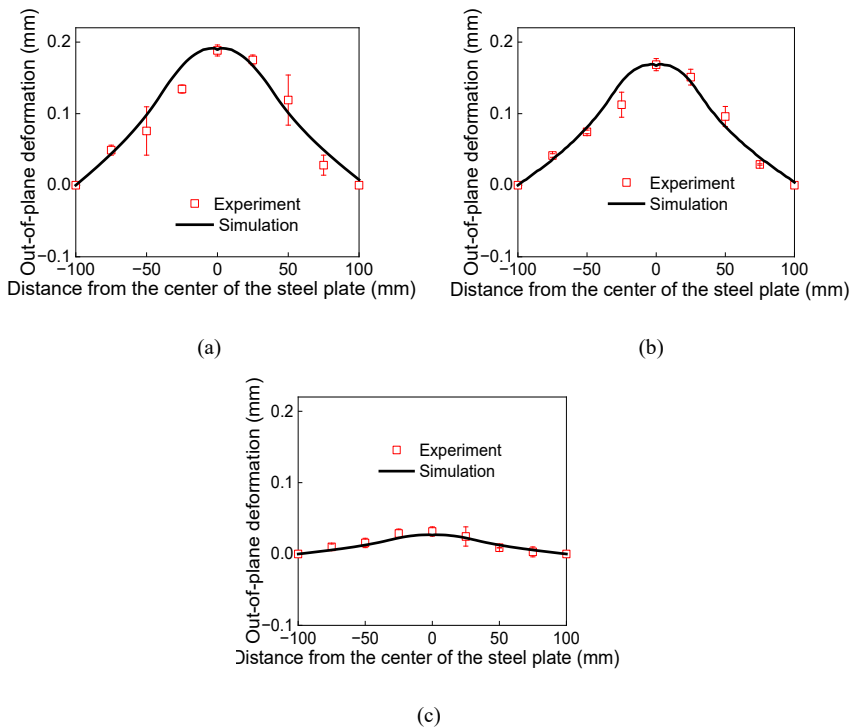 Out-of-plane deformation (mm)
0.2
0.1
0.0
−0.1
Experiment
Simulation
−100
−50
0
50
100
Distance from the center of the steel plate (mm)
(a)
Out-of-plane deformation (mm)
0.2
0.1
0.0
−0.1
Experiment
Simulation
−100
−50
0
50
100
Distance from the center of the steel plate (mm)
(b)
Out-of-plane deformation (mm)
0.2
0.1
0.0
−0.1
Experiment
Simulation
−100
−50
0
50
100
Distance from the center of the steel plate (mm)
(c)